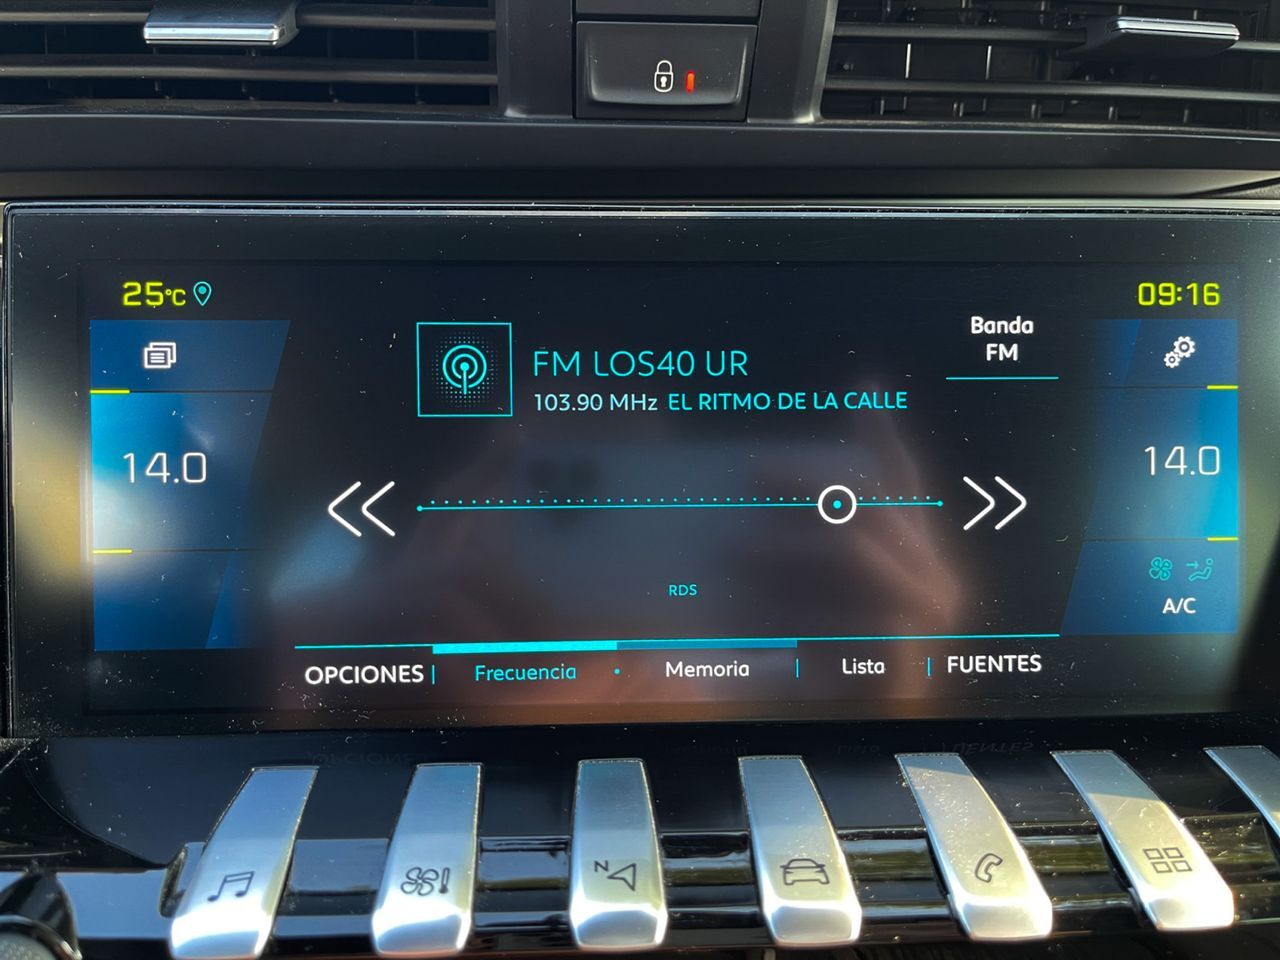 25°C
09:16
Banda
FM
FM LOS40 UR
103.90 MHz EL RITMO DE LA CALLE
14.0
14.0
RDS
A/C
OPCIONES
Frecuencia
Memoria
Lista
FUENTES
N